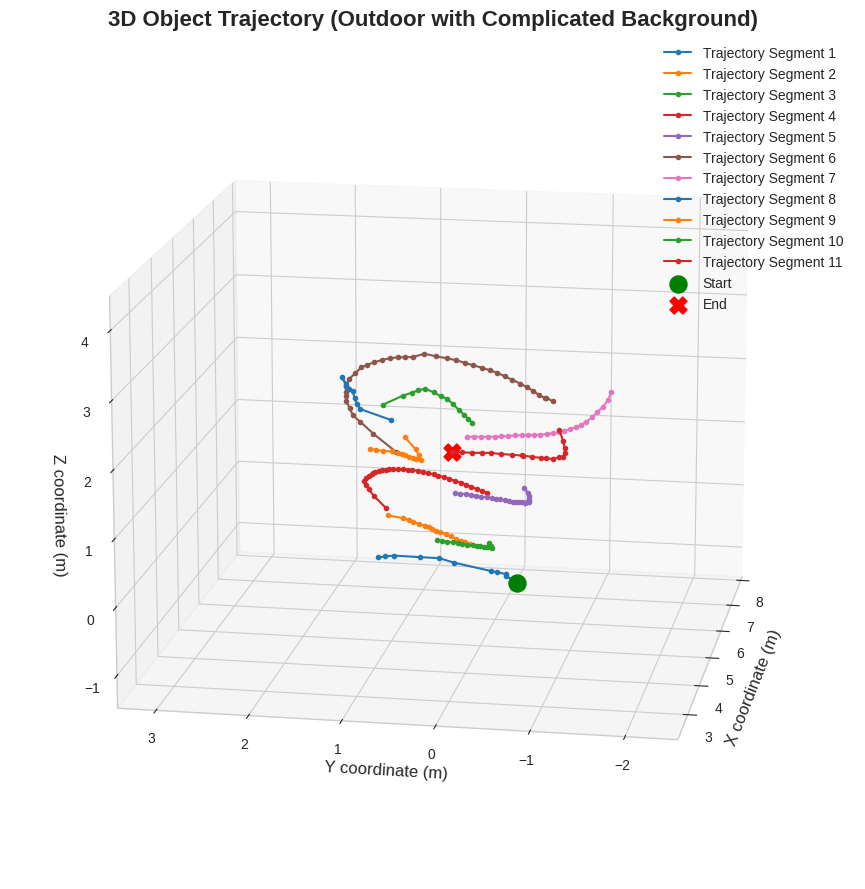 3D Object Trajectory (Outdoor with Complicated Background)
Trajectory Segment 1
Trajectory Segment 2
Trajectory Segment 3
Trajectory Segment 4
Trajectory Segment 5
Trajectory Segment 6
Trajectory Segment 7
Trajectory Segment 8
Trajectory Segment 9
Trajectory Segment 10
Trajectory Segment 11
Start
End
4
3
2
1
0
−1
Z coordinate (m)
3
2
1
0
−1
−2
Y coordinate (m)
8
7
6
5
4
3
X coordinate (m)